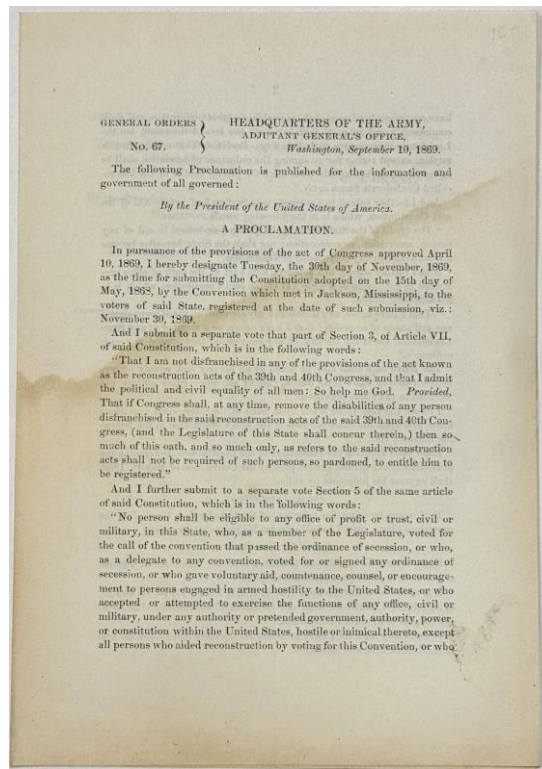 GENERAL ORDERS
No. 67.
HEADQUARTERS OF THE ARMY,
ADJUTANT GENERAL'S OFFICE,
Washington, September 10, 1869.
The following Proclamation is published for the information and
government of all governed:
By the President of the United States of America.
A PROCLAMATION.
In pursuance of the provisions of the act of Congress approved April
10, 1869, I hereby designate Tuesday, the 30th day of November, 1869,
as the time for submitting the Constitution adopted on the 15th day of
May, 1868, by the Convention which met in Jackson, Mississippi, to the
voters of said State, registered at the date of such submission, viz.:
November 30, 1869.
And I submit to a separate vote that part of Section 3, of Article VII,
of said Constitution, which is in the following words:
"That I am not disfranchised in any of the provisions of the act known
as the reconstruction acts of the 39th and 40th Congress, and that I admit
the political and civil equality of all men: So help me God. Provided,
That if Congress shall, at any time, remove the disabilities of any person
disfranchised in the said reconstruction acts of the said 39th and 40th Con-
gress, (and the Legislature of this State shall concur therein,) then so
much of this oath, and so much only, as refers to the said reconstruction
acts shall not be required of such persons, so pardoned, to entitle him to
be registered."
And I further submit to a separate vote Section 5 of the same article
of said Constitution, which is in the following words:
"No person shall be eligible to any office of profit or trust, civil or
military, in this State, who, as a member of the Legislature, voted for
the call of the convention that passed the ordinance of secession, or who,
as a delegate to any convention, voted for or signed any ordinance of
secession, or who gave voluntary aid, countenance, counsel, or encourage-
ment to persons engaged in armed hostility to the United States, or who
accepted or attempted to exercise the functions of any office, civil or
military, under any authority or pretended government, authority, power,
or constitution within the United States, hostile or inimical thereto, except
all persons who aided reconstruction by voting for this Convention, or who